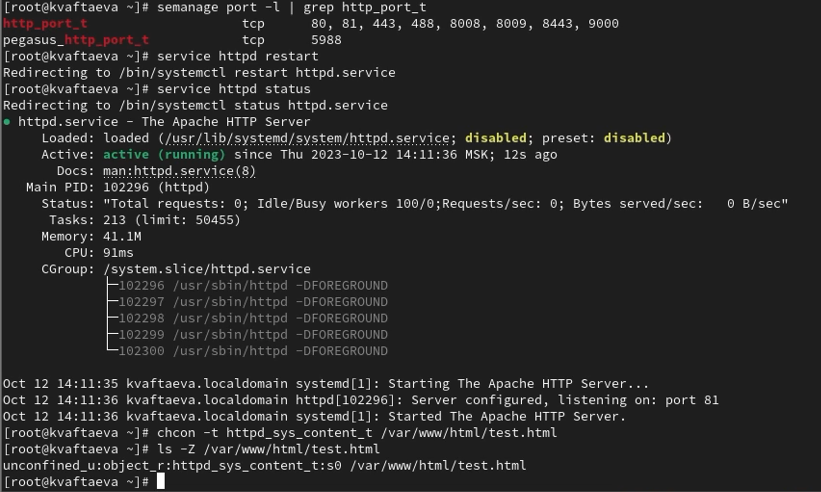 [root@kvaftaeva ~]# semanage port -l | grep http_port_t
http_port_t                    tcp      80, 81, 443, 488, 8008, 8009, 8443, 9000
pegasus_http_port_t            tcp      5988
[root@kvaftaeva ~]# service httpd restart
Redirecting to /bin/systemctl restart httpd.service
[root@kvaftaeva ~]# service httpd status
Redirecting to /bin/systemctl status httpd.service
● httpd.service - The Apache HTTP Server
     Loaded: loaded (/usr/lib/systemd/system/httpd.service; disabled; preset: disabled)
     Active: active (running) since Thu 2023-10-12 14:11:36 MSK; 12s ago
       Docs: man:httpd.service(8)
   Main PID: 102296 (httpd)
     Status: "Total requests: 0; Idle/Busy workers 100/0;Requests/sec: 0; Bytes served/sec:   0 B/sec"
      Tasks: 213 (limit: 50455)
     Memory: 41.1M
        CPU: 91ms
     CGroup: /system.slice/httpd.service
             ├─102296 /usr/sbin/httpd -DFOREGROUND
             ├─102297 /usr/sbin/httpd -DFOREGROUND
             ├─102298 /usr/sbin/httpd -DFOREGROUND
             ├─102299 /usr/sbin/httpd -DFOREGROUND
             └─102300 /usr/sbin/httpd -DFOREGROUND
Oct 12 14:11:35 kvaftaeva.localdomain systemd[1]: Starting The Apache HTTP Server...
Oct 12 14:11:36 kvaftaeva.localdomain httpd[102296]: Server configured, listening on: port 81
Oct 12 14:11:36 kvaftaeva.localdomain systemd[1]: Started The Apache HTTP Server.
[root@kvaftaeva ~]# chcon -t httpd_sys_content_t /var/www/html/test.html
[root@kvaftaeva ~]# ls -Z /var/www/html/test.html
unconfined_u:object_r:httpd_sys_content_t:s0 /var/www/html/test.html
[root@kvaftaeva ~]#